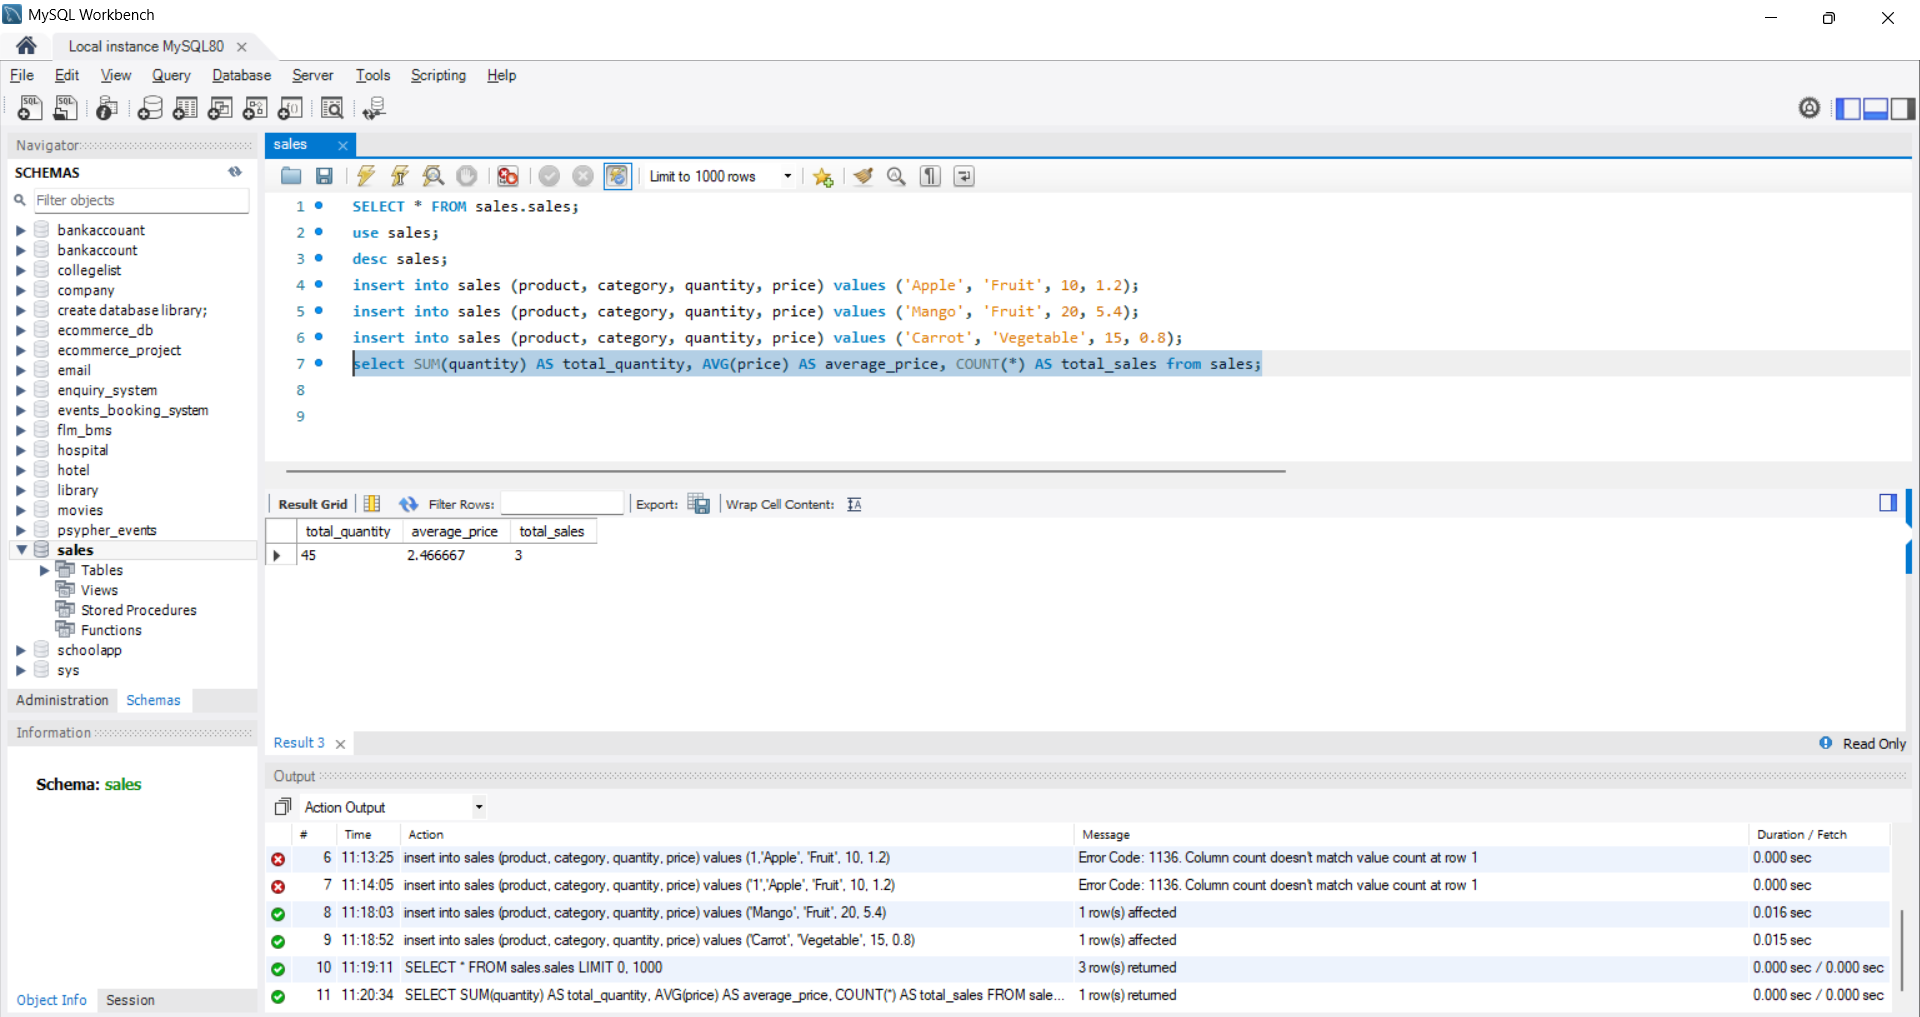 MySQL Workbench
Local instance MySQL80
File Edit View Query Database Server Tools Scripting Help
Navigator
SCHEMAS
Filter objects
bankaccouant
bankaccount
collegelist
company
create database library;
ecommerce_db
ecommerce_project
email
enquiry_system
events_booking_system
flm_bms
hospital
hotel
library
movies
psypher_events
sales
Tables
Views
Stored Procedures
Functions
schoolapp
sys
Administration Schemas
Information
Schema: sales
Object Info Session
sales
Limit to 1000 rows
1 SELECT * FROM sales.sales;
2 use sales;
3 desc sales;
4 insert into sales (product, category, quantity, price) values ('Apple', 'Fruit', 10, 1.2);
5 insert into sales (product, category, quantity, price) values ('Mango', 'Fruit', 20, 5.4);
6 insert into sales (product, category, quantity, price) values ('Carrot', 'Vegetable', 15, 0.8);
7 select SUM(quantity) AS total_quantity, AVG(price) AS average_price, COUNT(*) AS total_sales from sales;
8
9
Result Grid Filter Rows: Export: Wrap Cell Content:
total_quantity average_price total_sales
45 2.466667 3
Result 3
Read Only
Output
Action Output
# Time Action Message Duration / Fetch
6 11:13:25 insert into sales (product, category, quantity, price) values (1,'Apple', 'Fruit', 10, 1.2) Error Code: 1136. Column count doesn't match value count at row 1 0.000 sec
7 11:14:05 insert into sales (product, category, quantity, price) values ('1','Apple', 'Fruit', 10, 1.2) Error Code: 1136. Column count doesn't match value count at row 1 0.000 sec
8 11:18:03 insert into sales (product, category, quantity, price) values ('Mango', 'Fruit', 20, 5.4) 1 row(s) affected 0.016 sec
9 11:18:52 insert into sales (product, category, quantity, price) values ('Carrot', 'Vegetable', 15, 0.8) 1 row(s) affected 0.015 sec
10 11:19:11 SELECT * FROM sales.sales LIMIT 0, 1000 3 row(s) returned 0.000 sec / 0.000 sec
11 11:20:34 SELECT SUM(quantity) AS total_quantity, AVG(price) AS average_price, COUNT(*) AS total_sales FROM sale... 1 row(s) returned 0.000 sec / 0.000 sec